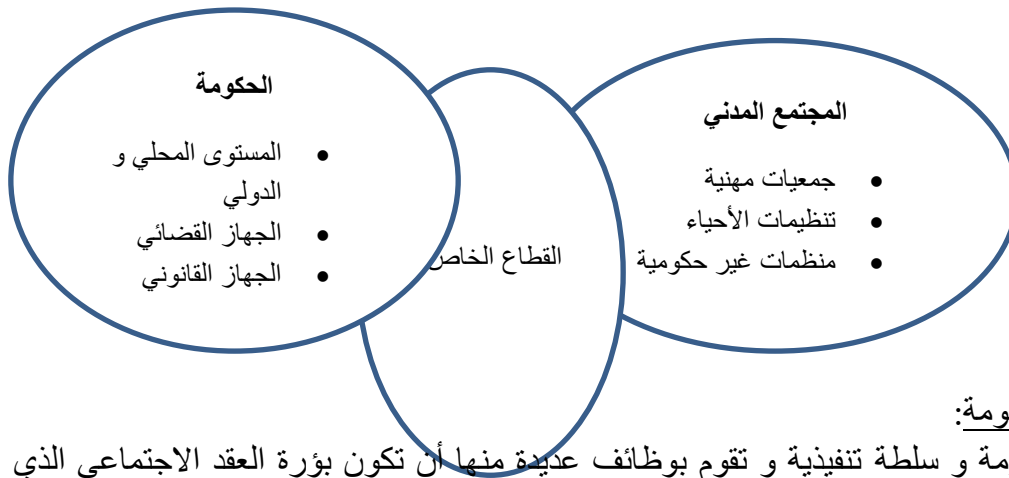 الحكومة
المستوى المحلي و
الدولي
الجهاز القضائي
الجهاز القانوني
القطاع الخاص
المجتمع المدني
جمعيات مهنية
تنظيمات الأحياء
منظمات غير حكومية
ومة:
مة و سلطة تنفيذية و تقوم بوظائف عديدة منها أن تكون بؤرة العقد الاجتماعي الذي